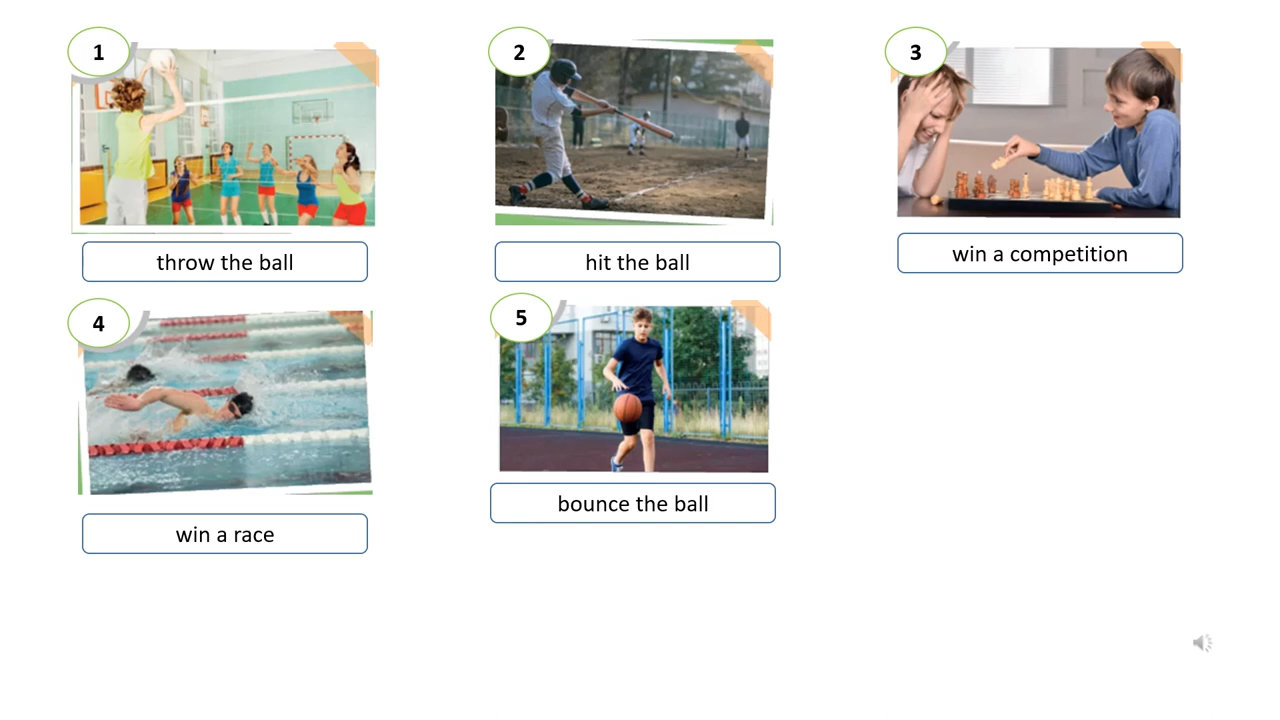 1
throw the ball
2
hit the ball
3
win a competition
4
win a race
5
bounce the ball